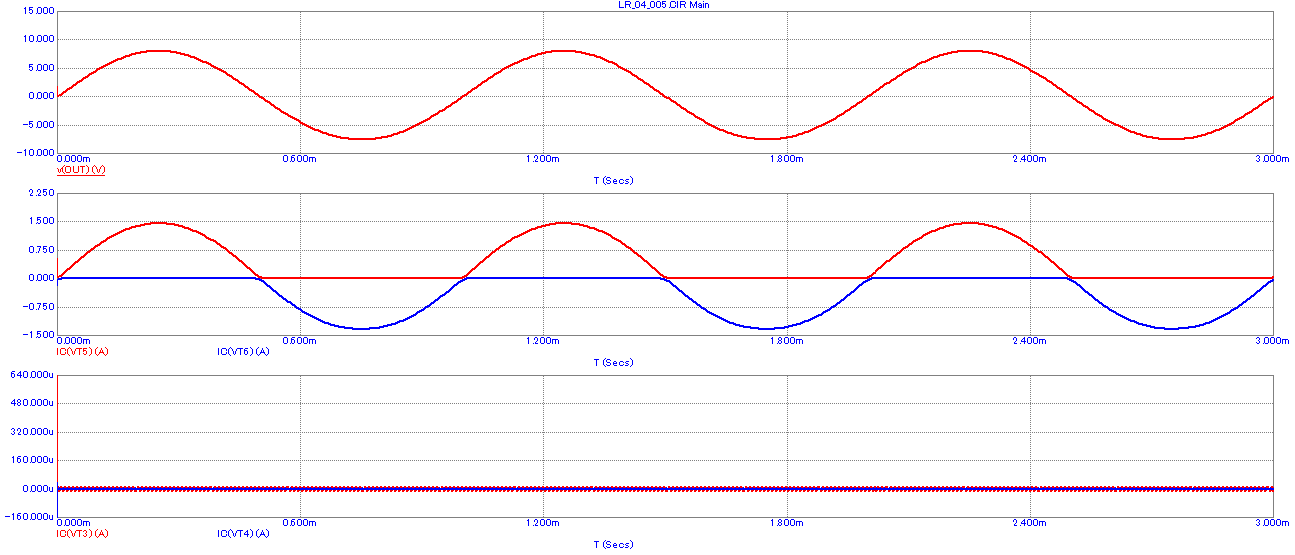 LR_04_005.CIR Main
15.000
10.000
5.000
0.000
-5.000
-10.000
0.000m 0.600m 1.200m 1.800m 2.400m 3.000m
v(OUT) (V)
T (Secs)
2.250
1.500
0.750
0.000
-0.750
-1.500
0.000m 0.600m 1.200m 1.800m 2.400m 3.000m
IC(VT5) (A) IC(VT6) (A)
T (Secs)
640.000u
480.000u
320.000u
160.000u
0.000u
-160.000u
0.000m 0.600m 1.200m 1.800m 2.400m 3.000m
IC(VT3) (A) IC(VT4) (A)
T (Secs)